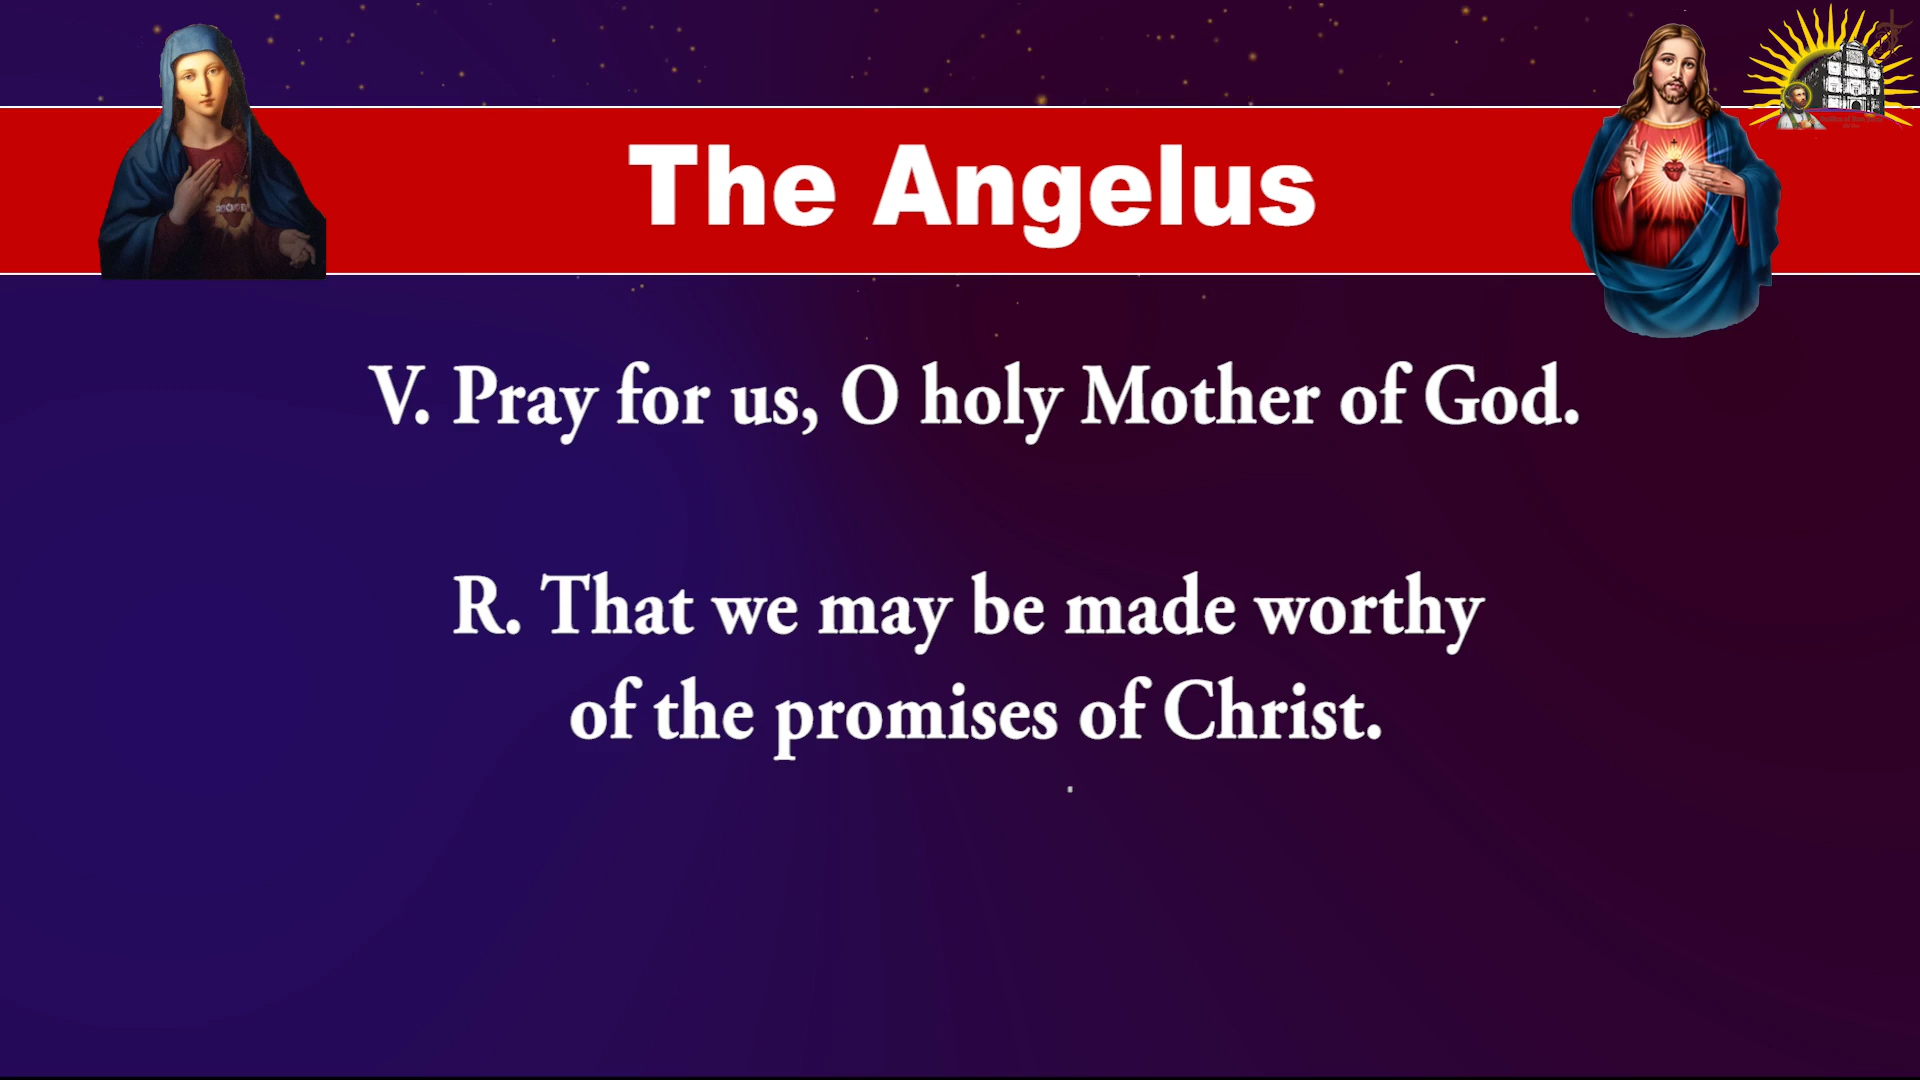 The Angelus
V. Pray for us, O holy Mother of God.
R. That we may be made worthy
of the promises of Christ.